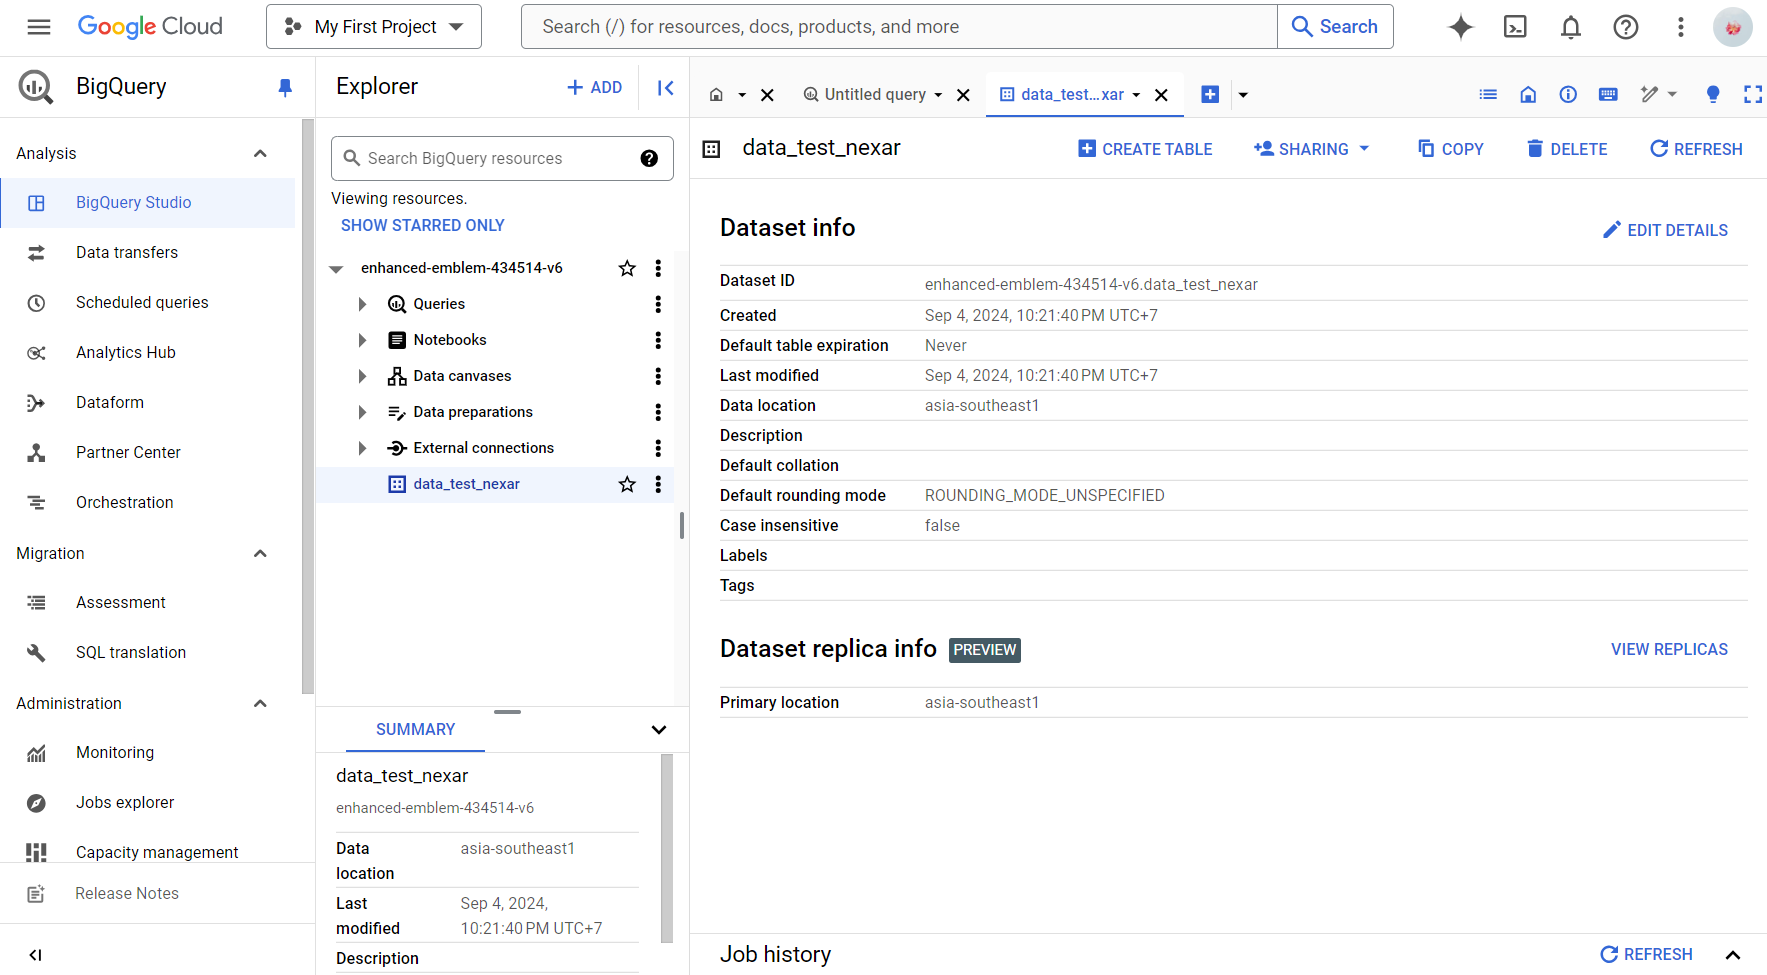 Google Cloud
My First Project
Search (/) for resources, docs, products, and more
Search
BigQuery
Analysis
BigQuery Studio
Data transfers
Scheduled queries
Analytics Hub
Dataform
Partner Center
Orchestration
Migration
Assessment
SQL translation
Administration
Monitoring
Jobs explorer
Capacity management
Release Notes
Explorer
+ ADD
Search BigQuery resources
Viewing resources.
SHOW STARRED ONLY
enhanced-emblem-434514-v6
Queries
Notebooks
Data canvases
Data preparations
External connections
data_test_nexar
SUMMARY
data_test_nexar
enhanced-emblem-434514-v6
Data location asia-southeast1
Last modified Sep 4, 2024, 10:21:40 PM UTC+7
Description
Untitled query
data_test...xar
data_test_nexar
CREATE TABLE
SHARING
COPY
DELETE
REFRESH
Dataset info
EDIT DETAILS
Dataset ID enhanced-emblem-434514-v6.data_test_nexar
Created Sep 4, 2024, 10:21:40 PM UTC+7
Default table expiration Never
Last modified Sep 4, 2024, 10:21:40 PM UTC+7
Data location asia-southeast1
Description
Default collation
Default rounding mode ROUNDING_MODE_UNSPECIFIED
Case insensitive false
Labels
Tags
Dataset replica info PREVIEW
VIEW REPLICAS
Primary location asia-southeast1
Job history
REFRESH